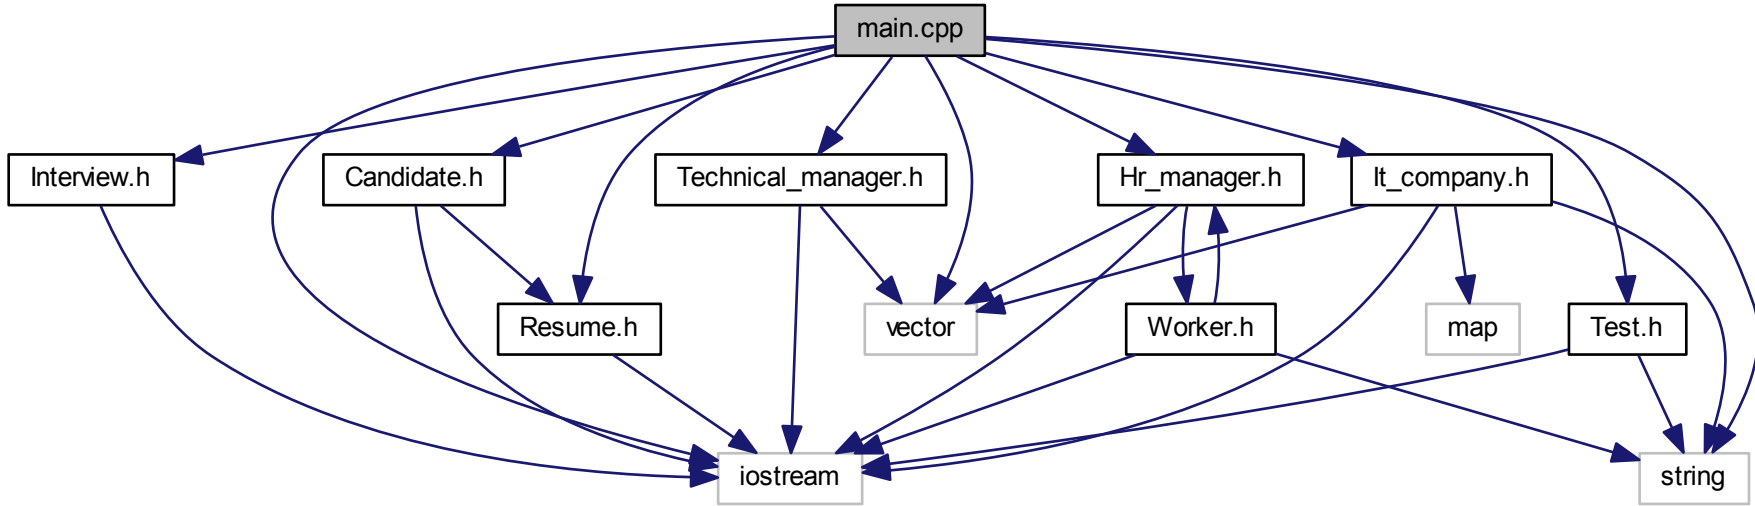 main.cpp
Interview.h
Candidate.h
Technical_manager.h
Hr_manager.h
It_company.h
Resume.h
vector
Worker.h
map
Test.h
iostream
string